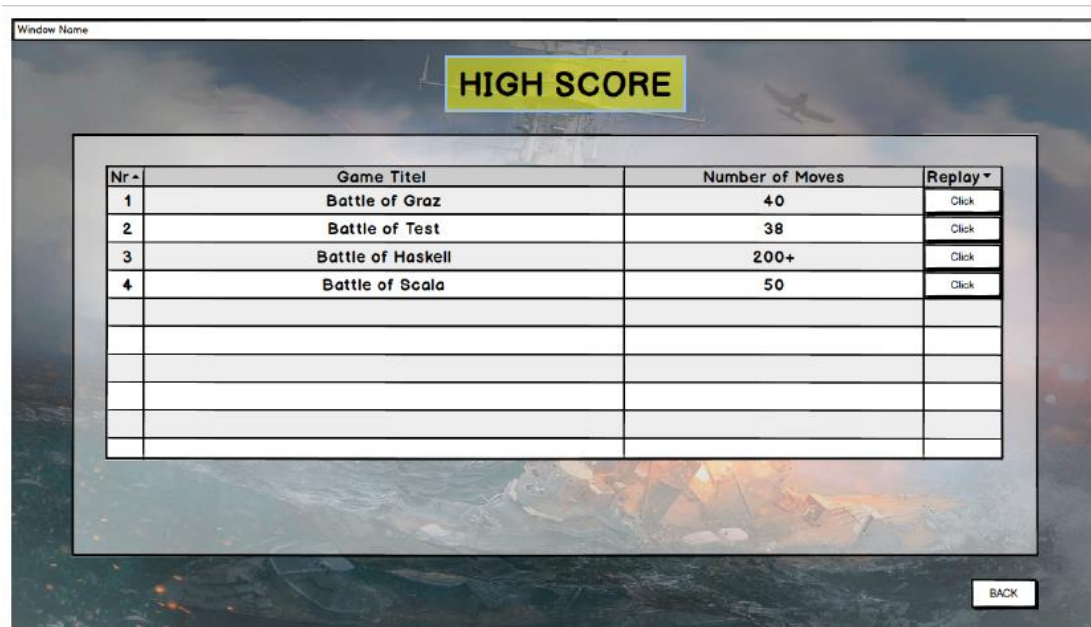 Window Name
HIGH SCORE
Nr Game Titel Number of Moves Replay
1 Battle of Graz 40 Click
2 Battle of Test 38 Click
3 Battle of Haskell 200+ Click
4 Battle of Scala 50 Click
BACK